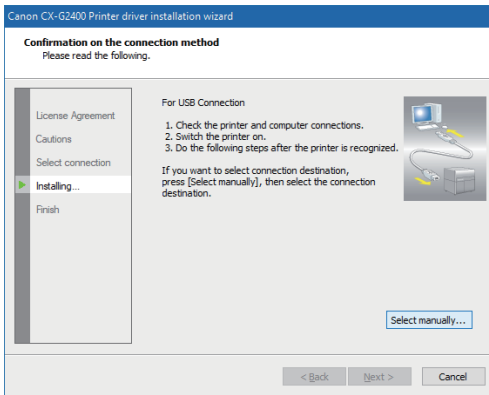 Canon CX-G2400 Printer driver installation wizard
Confirmation on the connection method
Please read the following.
License Agreement
Cautions
Select connection
Installing...
Finish
For USB Connection
1. Check the printer and computer connections.
2. Switch the printer on.
3. Do the following steps after the printer is recognized.
If you want to select connection destination,
press [Select manually], then select the connection
destination.
Select manually...
< Back
Next >
Cancel